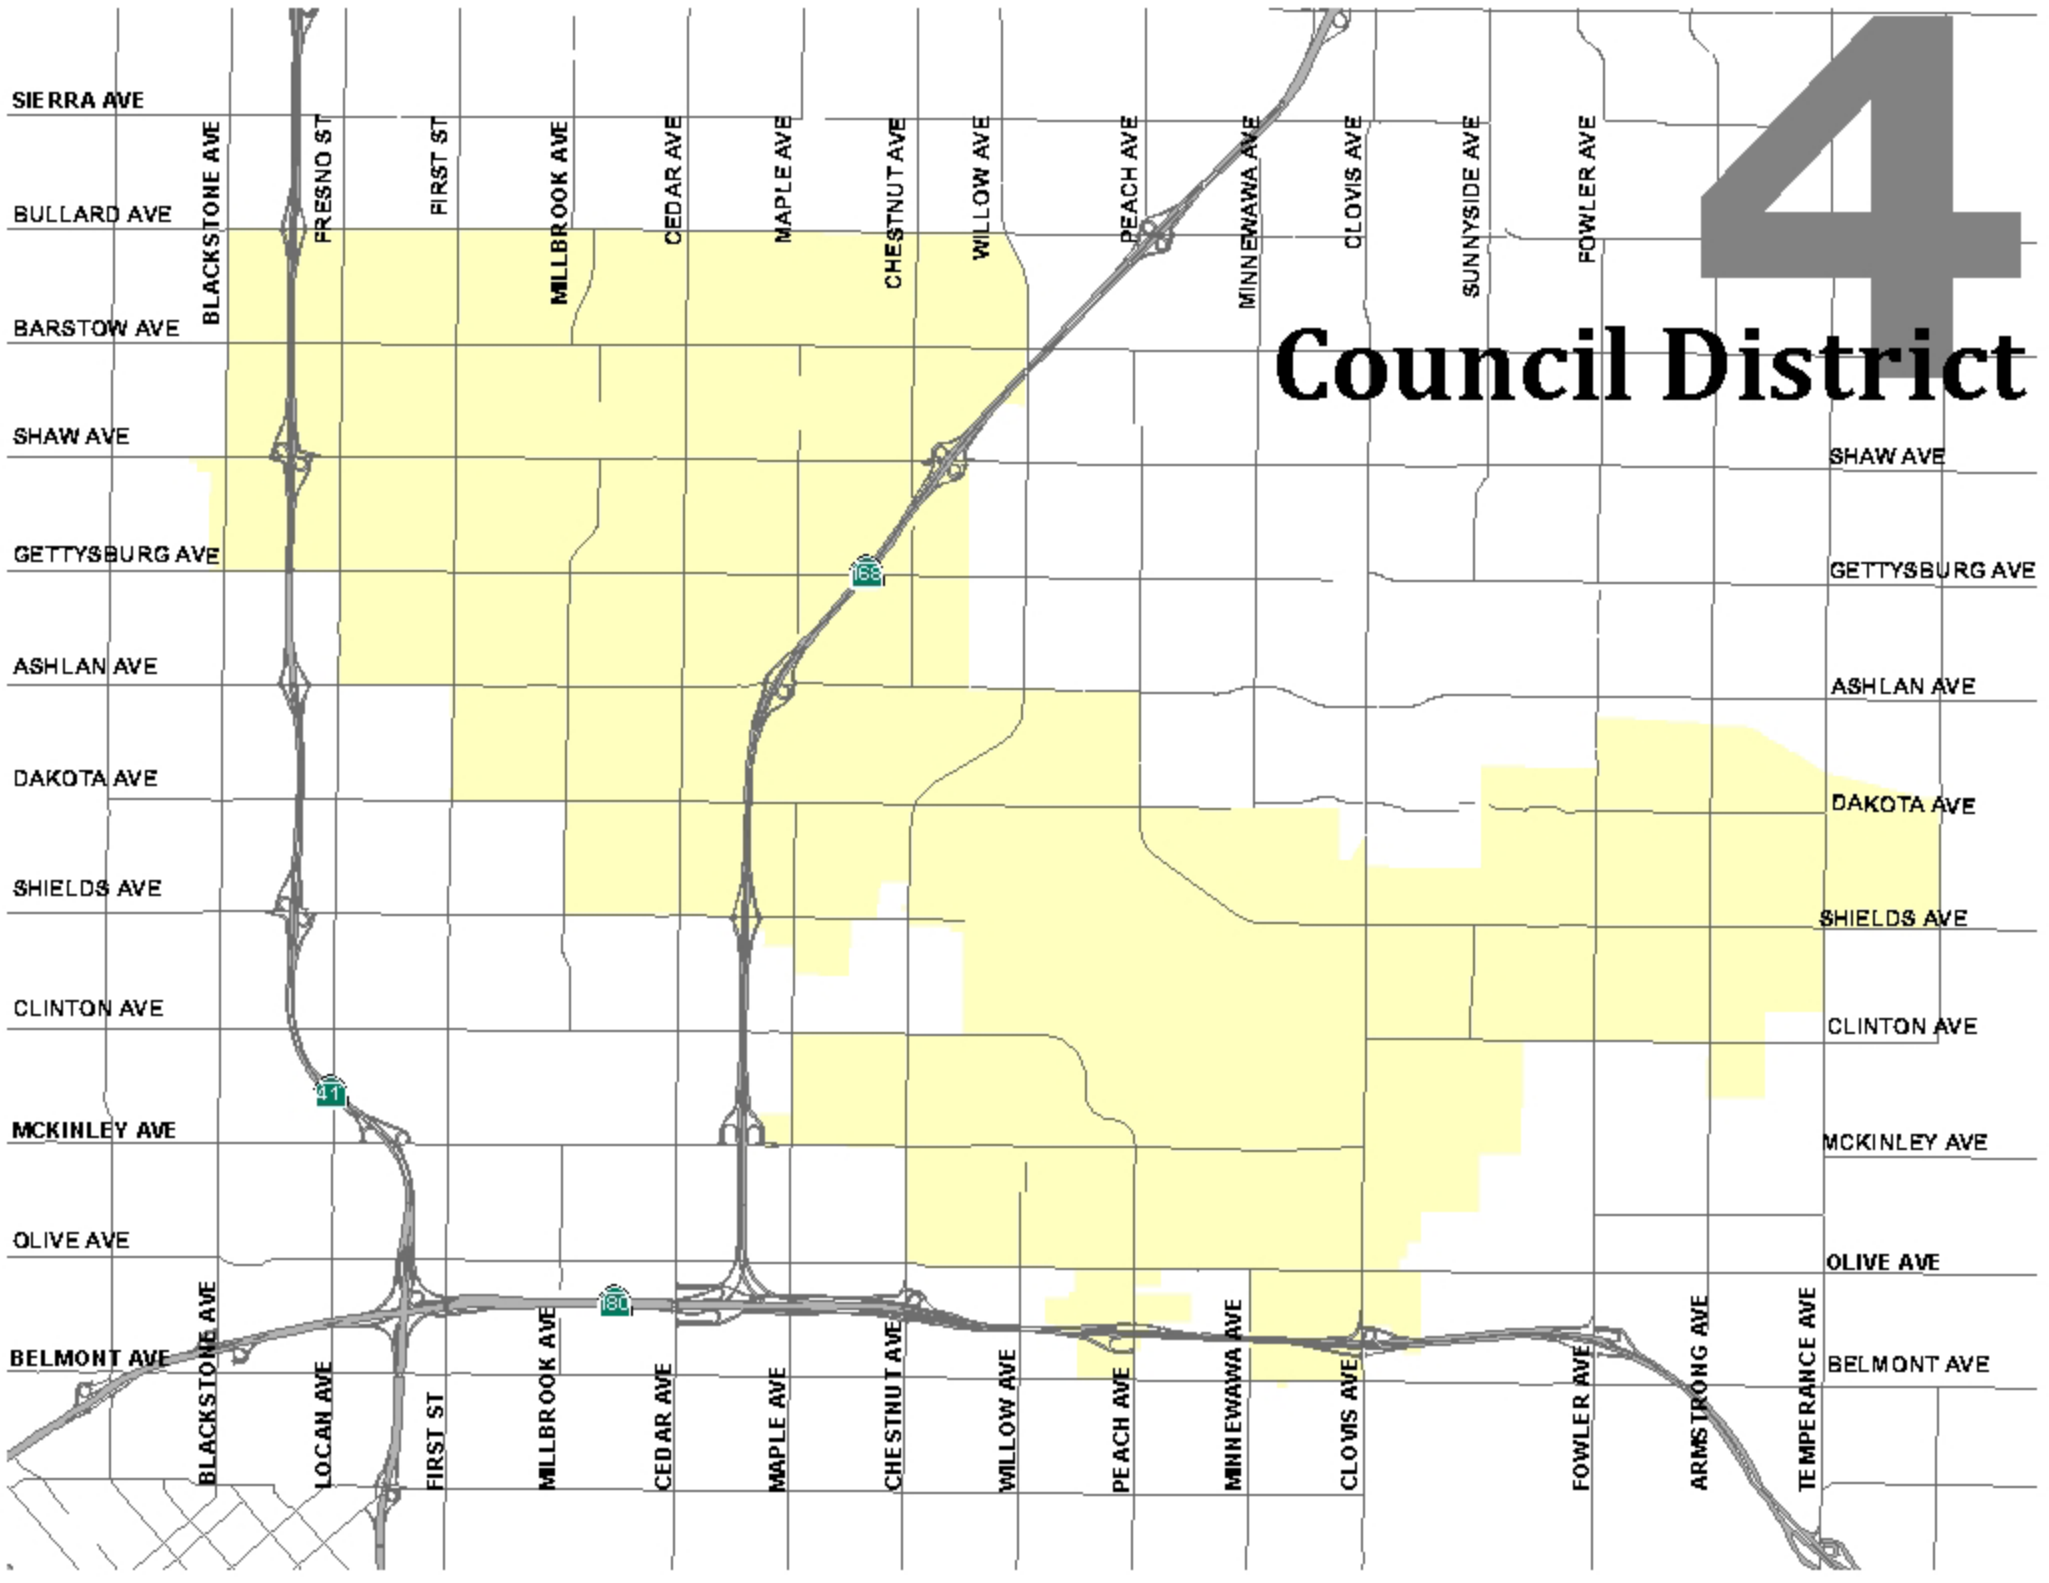 4
Council District
SIERRA AVE
BULLARD AVE
BARSTOW AVE
SHAW AVE
GETTYSBURG AVE
ASHLAN AVE
DAKOTA AVE
SHIELDS AVE
CLINTON AVE
MCKINLEY AVE
OLIVE AVE
BELMONT AVE
BLACKSTONE AVE
FRESNO ST
FIRST ST
MILLBROOK AVE
CEDAR AVE
MAPLE AVE
CHESTNUT AVE
WILLOW AVE
PEACH AVE
MINNEWAWA AVE
CLOVIS AVE
SUNNYSIDE AVE
FOWLER AVE
SHAW AVE
GETTYSBURG AVE
ASHLAN AVE
DAKOTA AVE
SHIELDS AVE
CLINTON AVE
MCKINLEY AVE
OLIVE AVE
BELMONT AVE
168
41
180
BLACKSTONE AVE
LOCAN AVE
FIRST ST
MILLBROOK AVE
CEDAR AVE
MAPLE AVE
CHESTNUT AVE
WILLOW AVE
PEACH AVE
MINNEWAWA AVE
CLOVIS AVE
FOWLER AVE
ARMSTRONG AVE
TEMPERANCE AVE